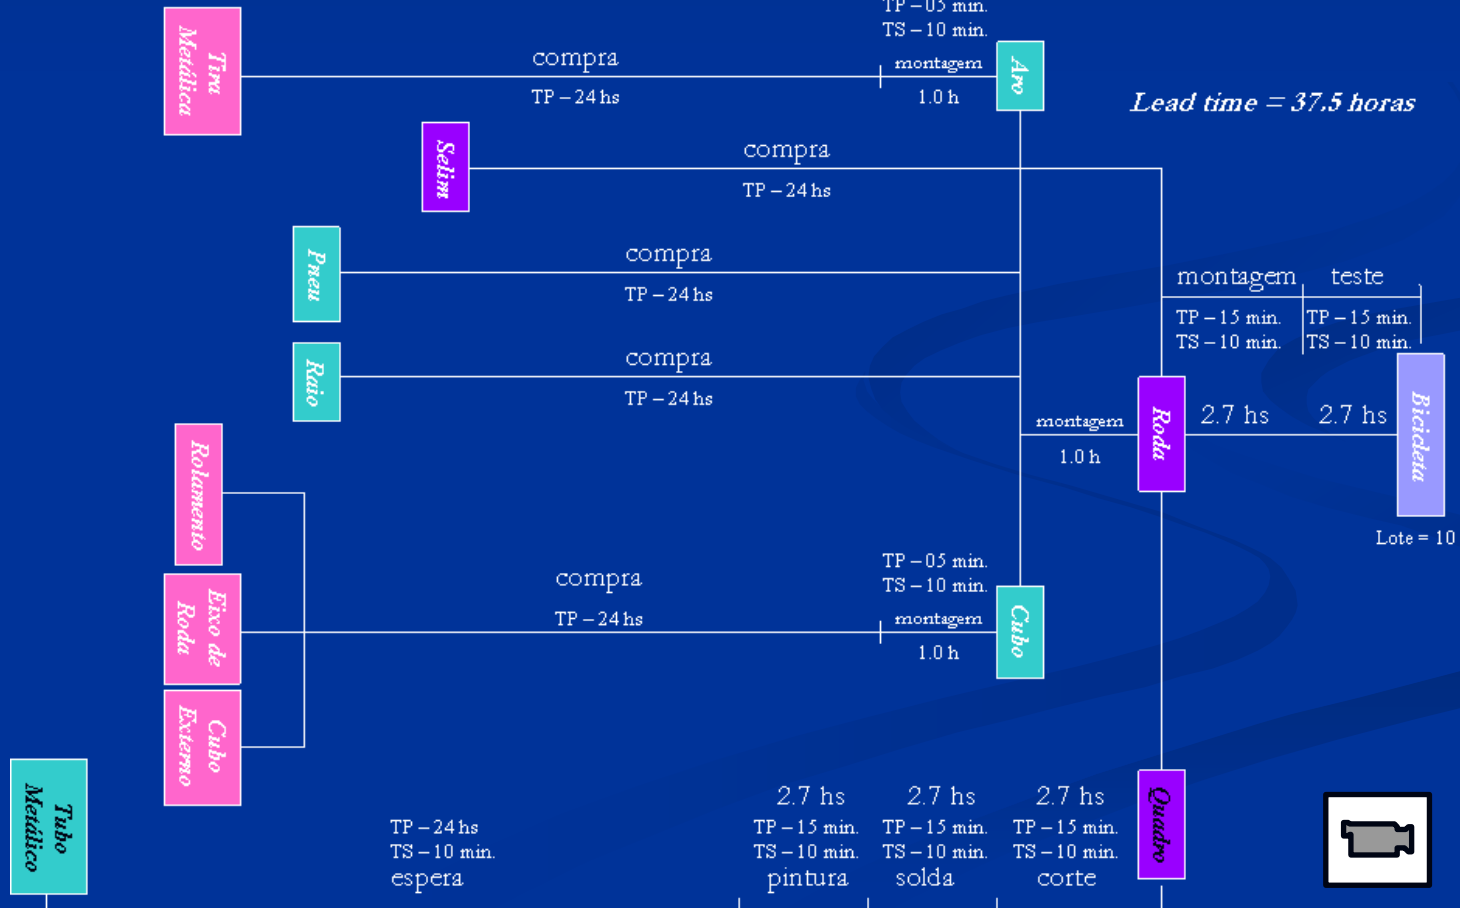 TP – 05 min.
TS – 10 min.
Tira
Metálica
compra
TP – 24 hs
montagem
1.0 h
Aro
Lead time = 37.5 horas
Selim
compra
TP – 24 hs
Pneu
compra
TP – 24 hs
montagem
teste
TP – 15 min.
TS – 10 min.
TP – 15 min.
TS – 10 min.
Raio
compra
TP – 24 hs
montagem
1.0 h
Roda
2.7 hs
2.7 hs
Bicicleta
Lote = 10
Rolamento
Eixo de
Roda
Cubo
Externo
compra
TP – 24 hs
TP – 05 min.
TS – 10 min.
montagem
1.0 h
Cubo
Tubo
Metálico
TP – 24 hs
TS – 10 min.
espera
2.7 hs
TP – 15 min.
TS – 10 min.
pintura
2.7 hs
TP – 15 min.
TS – 10 min.
solda
2.7 hs
TP – 15 min.
TS – 10 min.
corte
Quadro